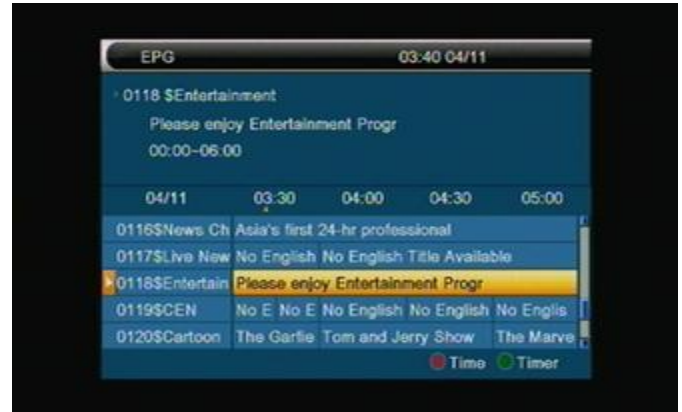 EPG 03:40 04/11
0118 $Entertainment
Please enjoy Entertainment Progr
00:00-06:00
04/11 03:30 04:00 04:30 05:00
0116$News Ch Asia's first 24-hr professional
0117$Live New No English No English Title Available
0118$Entertain Please enjoy Entertainment Progr
0119$CEN No E No E No English No English No Englis
0120$Cartoon The Garfie Tom and Jerry Show The Marve
Time Timer